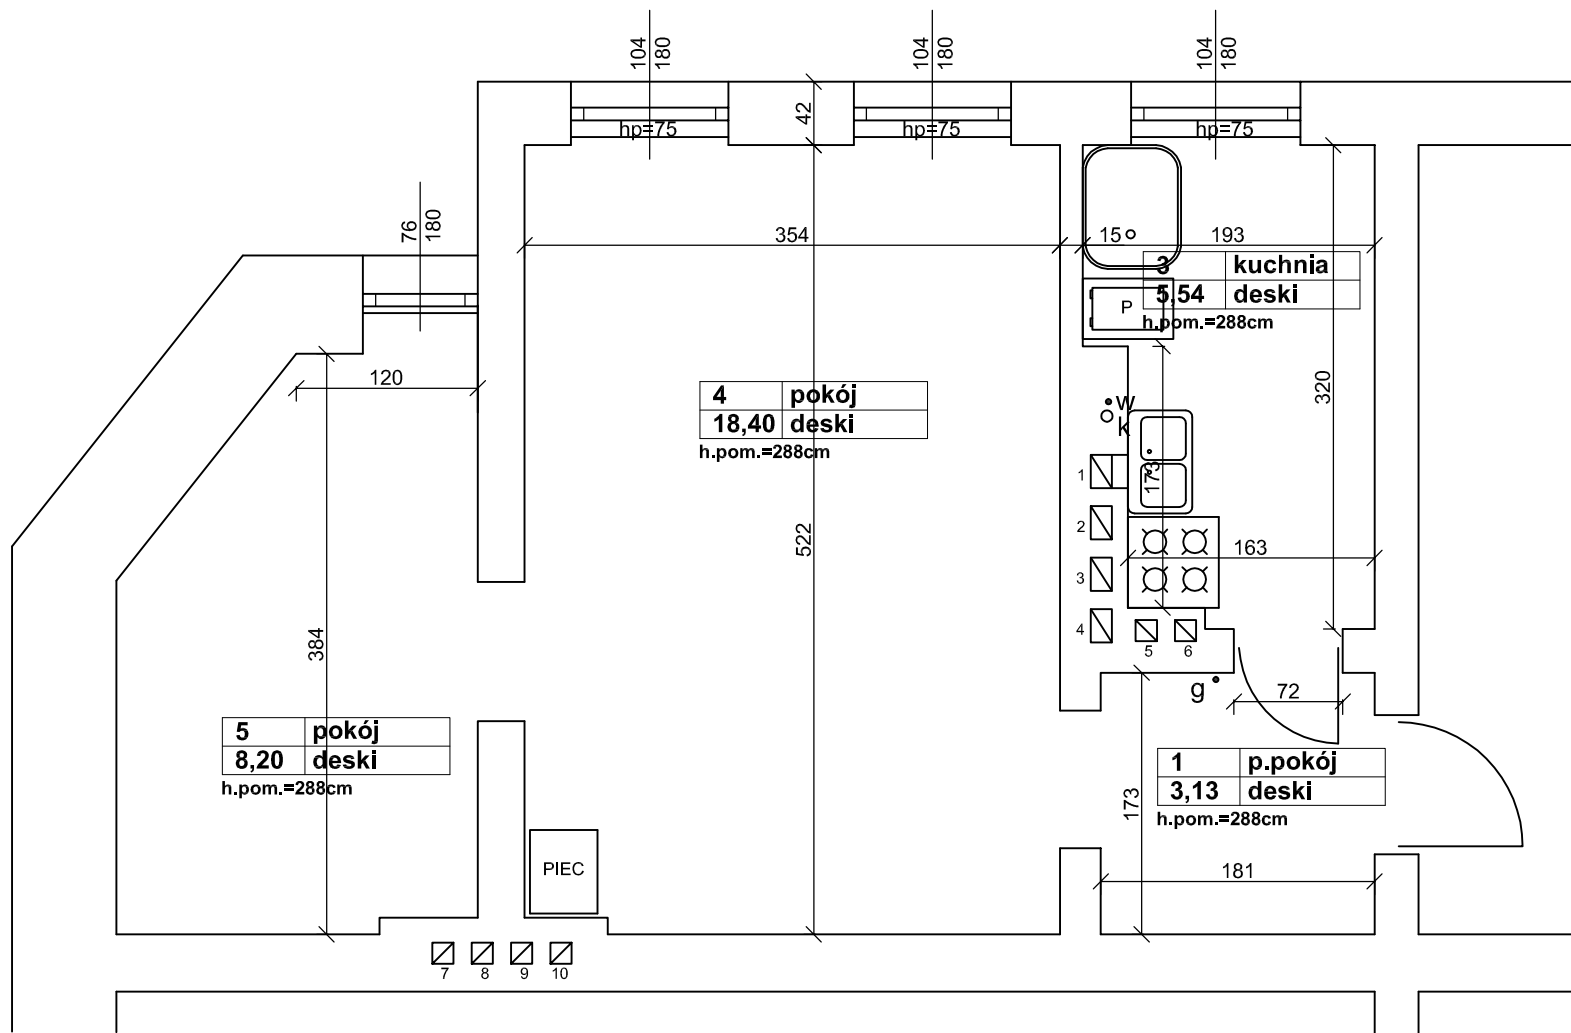 104
180
104
180
104
180
42
hp=75
hp=75
hp=75
76
180
354
15
193
3 kuchnia
5,54 deski
h.pom.=288cm
P
120
320
4 pokój
18,40 deski
h.pom.=288cm
w
k
1
173
2
522
163
3
4
5
6
384
g
72
5 pokój
8,20 deski
h.pom.=288cm
1 p.pokój
3,13 deski
h.pom.=288cm
173
PIEC
181
7
8
9
10